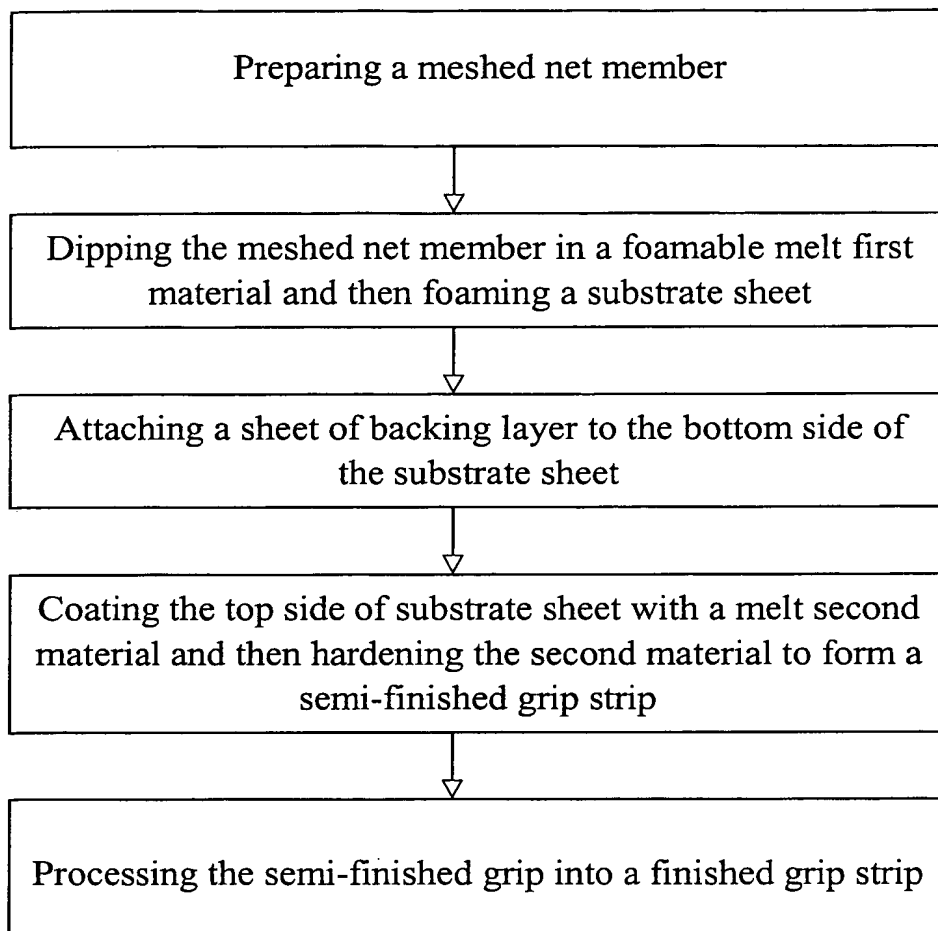 Preparing a meshed net member
Dipping the meshed net member in a foamable melt first
material and then foaming a substrate sheet
Attaching a sheet of backing layer to the bottom side of
the substrate sheet
Coating the top side of substrate sheet with a melt second
material and then hardening the second material to form a
semi-finished grip strip
Processing the semi-finished grip into a finished grip strip